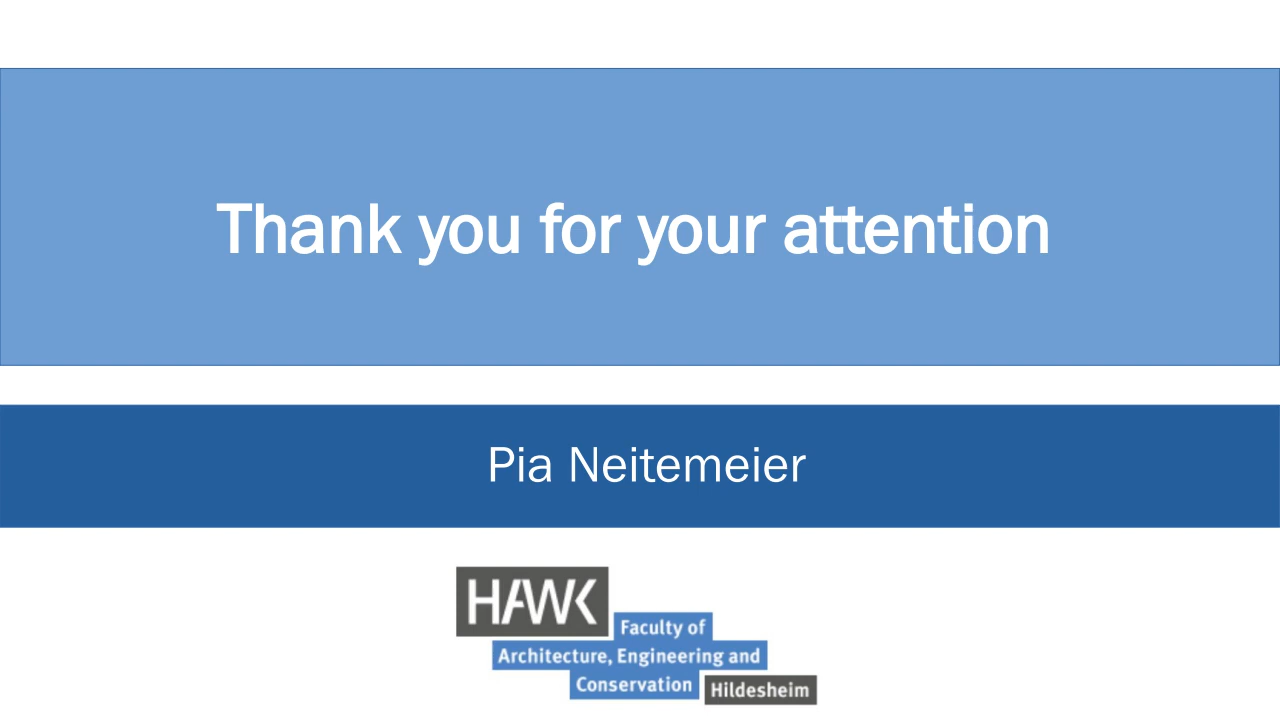 Thank you for your attention
Pia Neitemeier
HAWK
Faculty of
Architecture, Engineering and
Conservation
Hildesheim